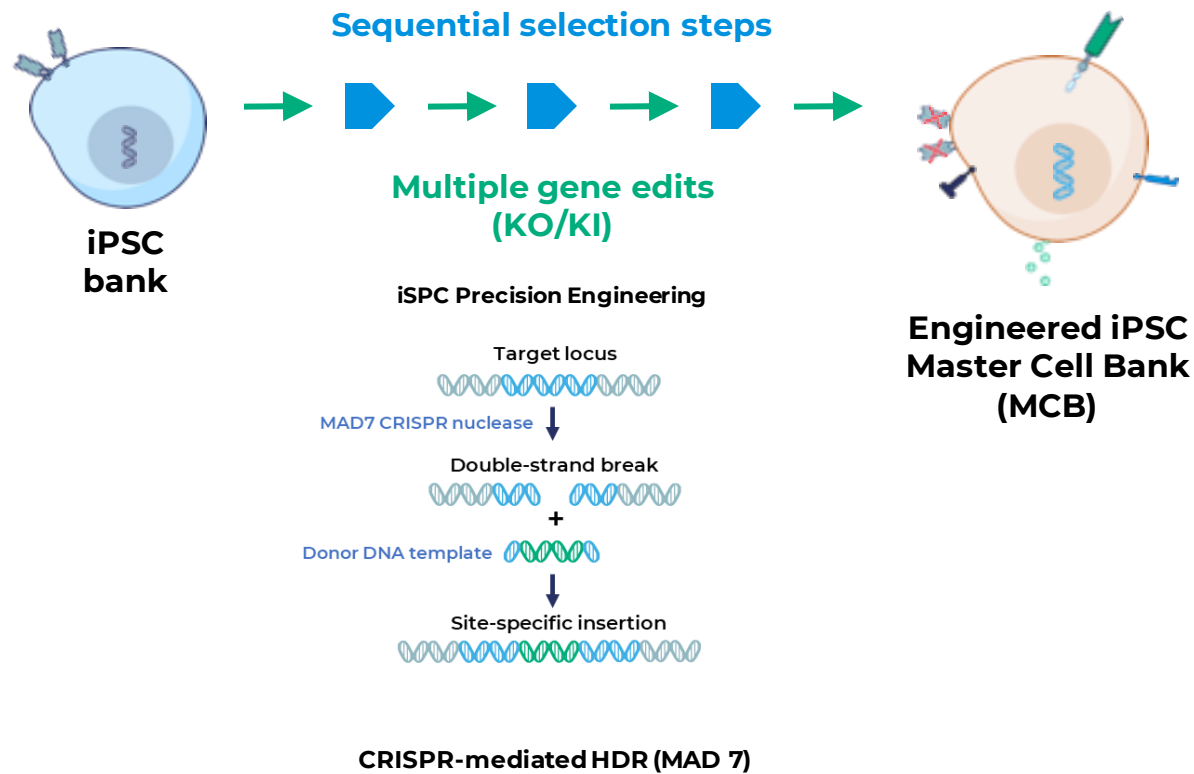 Sequential selection steps
Multiple gene edits
(KO/KI)
iPSC
bank
iSPC Precision Engineering
Engineered iPSC
Master Cell Bank
(MCB)
Target locus
MAD7 CRISPR nuclease
Double-strand break
+
Donor DNA template
Site-specific insertion
CRISPR-mediated HDR (MAD 7)